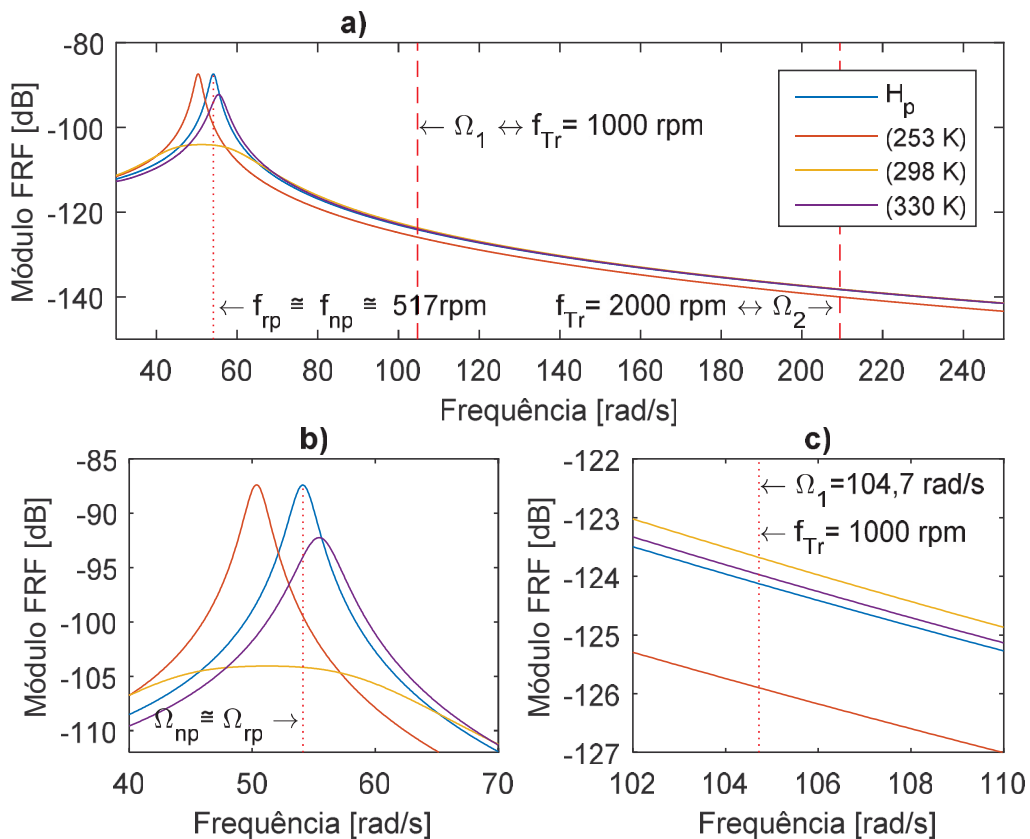 a)
Módulo FRF [dB]
-80
-100
-120
-140
H_p
(253 K)
(298 K)
(330 K)
← Ω_1 ↔ f_Tr= 1000 rpm
← f_rp ≅ f_np ≅ 517rpm
f_Tr= 2000 rpm ↔ Ω_2 →
40 60 80 100 120 140 160 180 200 220 240
Frequência [rad/s]
b)
Módulo FRF [dB]
-85
-90
-95
-100
-105
-110
Ω_np ≅ Ω_rp →
40 50 60 70
Frequência [rad/s]
c)
Módulo FRF [dB]
-122
-123
-124
-125
-126
-127
← Ω_1=104,7 rad/s
← f_Tr= 1000 rpm
102 104 106 108 110
Frequência [rad/s]